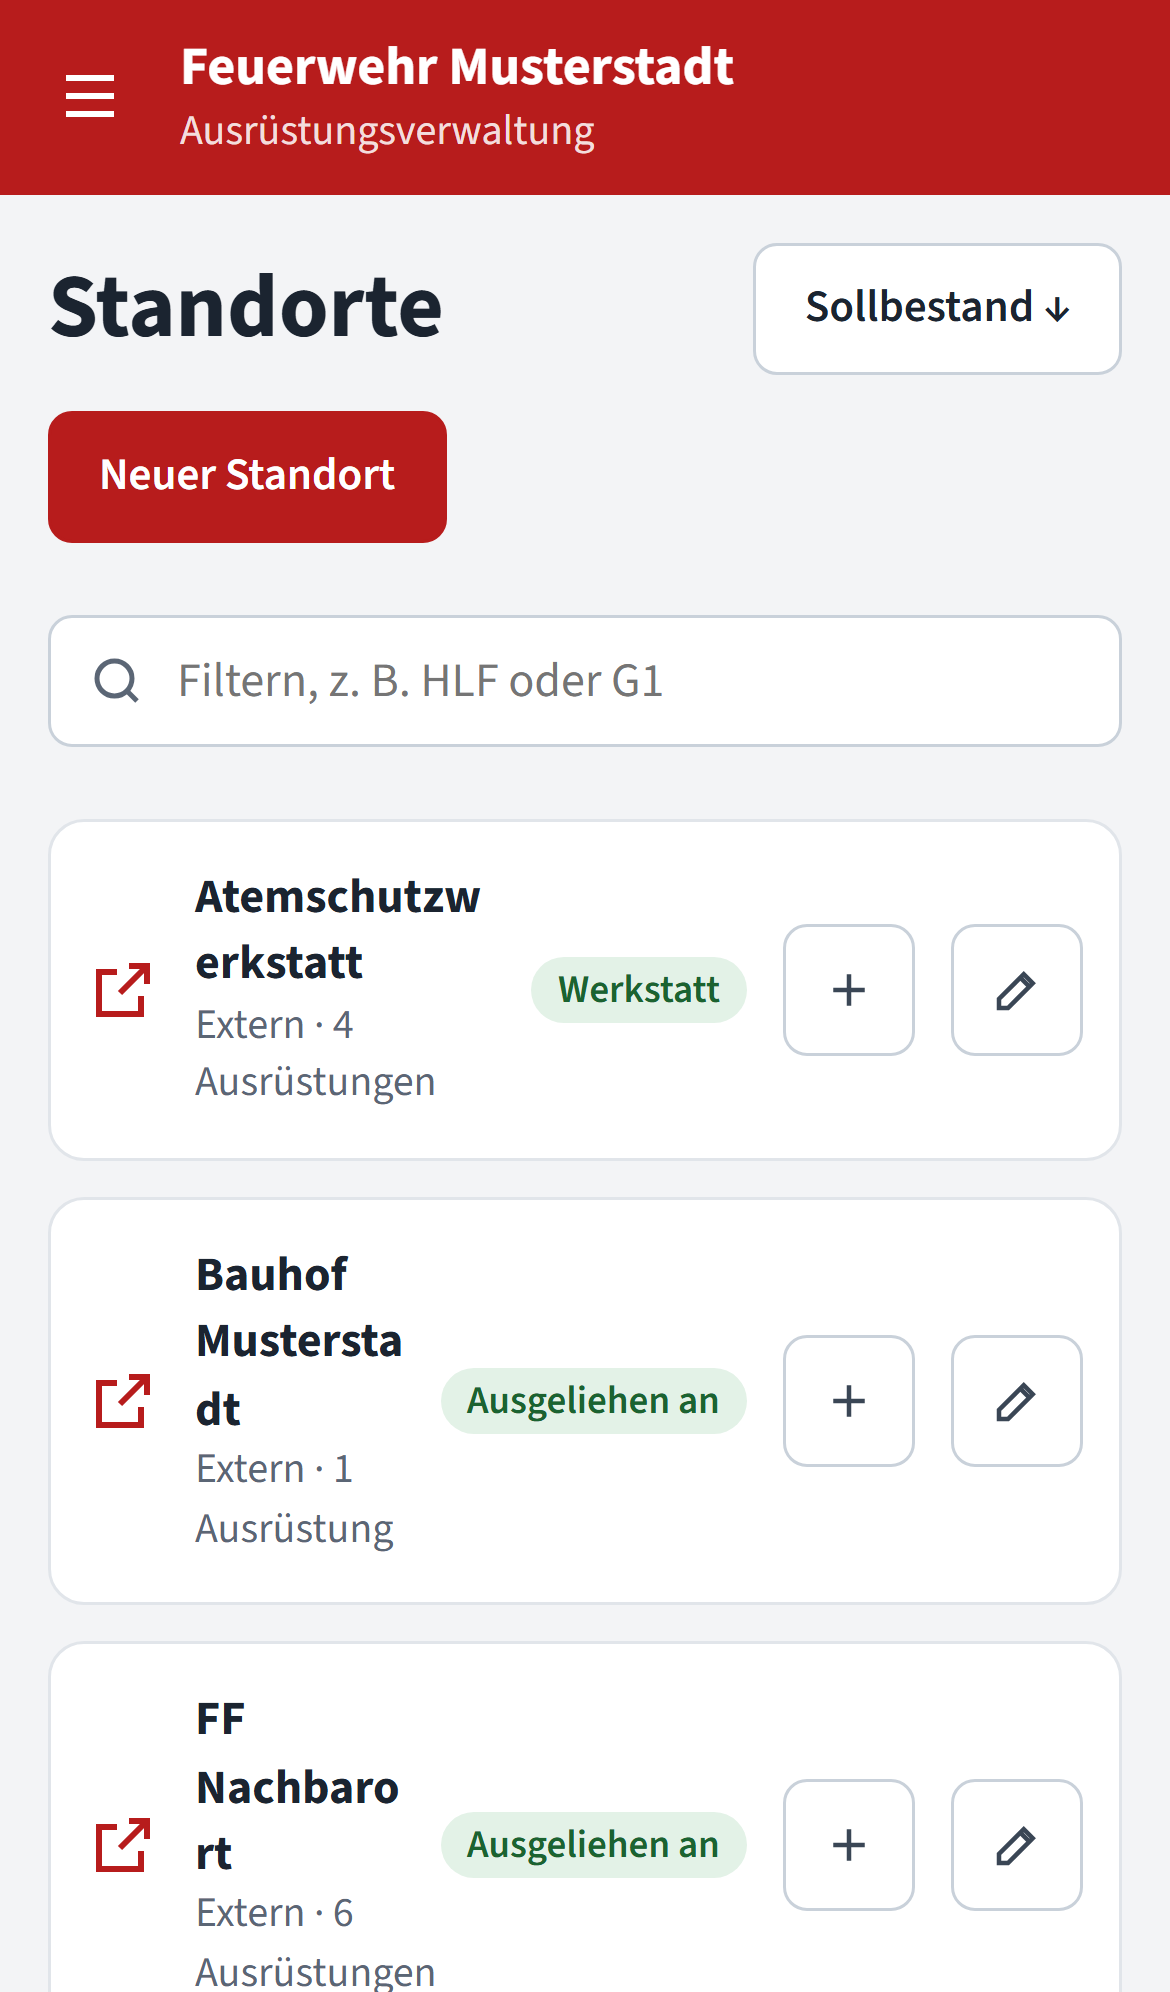 Feuerwehr Musterstadt
Ausrüstungsverwaltung
Standorte
Sollbestand ↓
Neuer Standort
Filtern, z. B. HLF oder G1
Atemschutzw
erkstatt
Extern · 4
Ausrüstungen
Werkstatt
Bauhof
Mustersta
dt
Extern · 1
Ausrüstung
Ausgeliehen an
FF
Nachbaro
rt
Extern · 6
Ausrüstungen
Ausgeliehen an